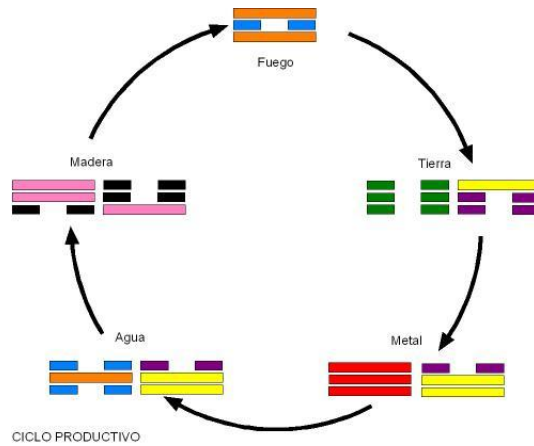 Fuego
Madera
Tierra
Agua
Metal
CICLO PRODUCTIVO